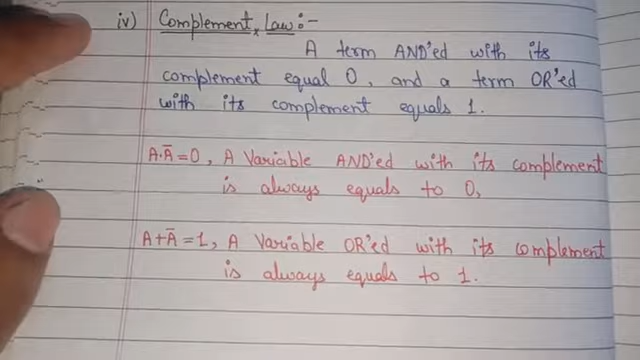 iv) Complement Law :-
A term AND'ed with its
complement equal 0, and a term OR'ed
with its complement equals 1.
A·Ā=0, A Variable AND'ed with its complement
is always equals to 0,
A+Ā=1, A Variable OR'ed with its complement
is always equals to 1.